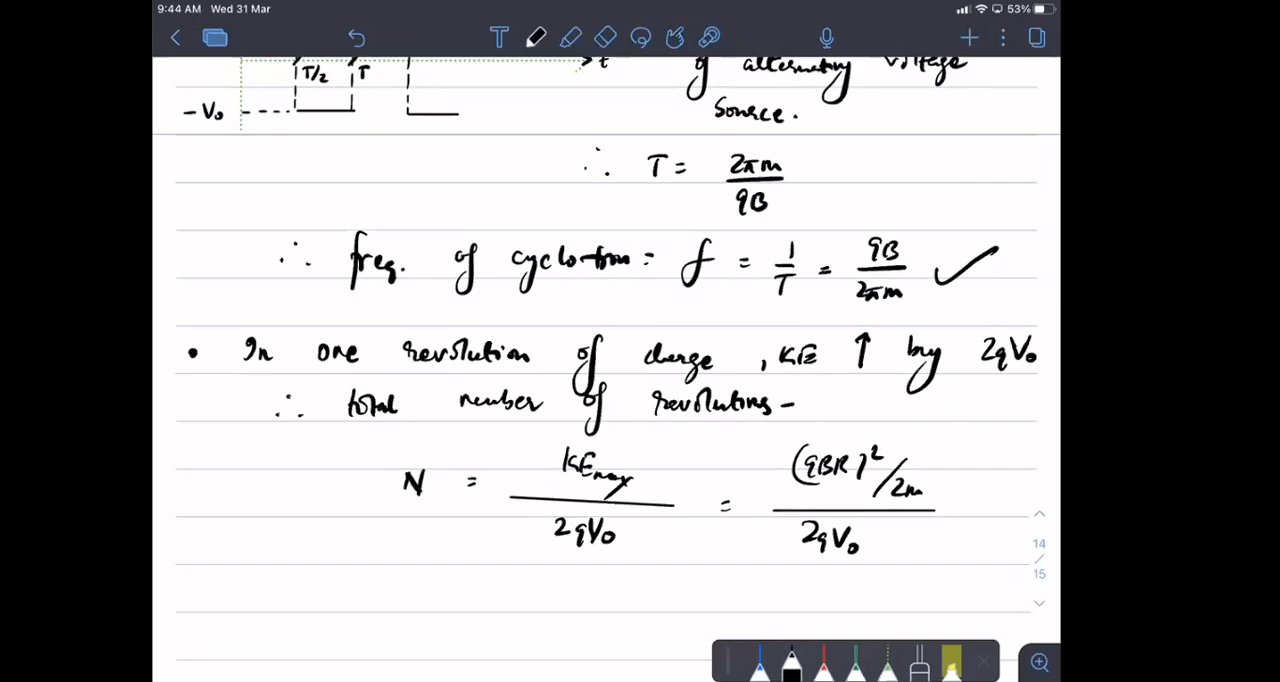 9:44 AM Wed 31 Mar
53%
T
T/2 T t
of alternating voltage
- V₀
Source.
∴ T = 2πm / qB
∴ freq. of cyclotron = f = 1/T = qB / 2πm ✓
• In one revolution of charge, KE ↑ by 2qV₀
∴ total number of revolutions -
N = KEmax / 2qV₀ = (qBR)²/2m / 2qV₀
14
/
15